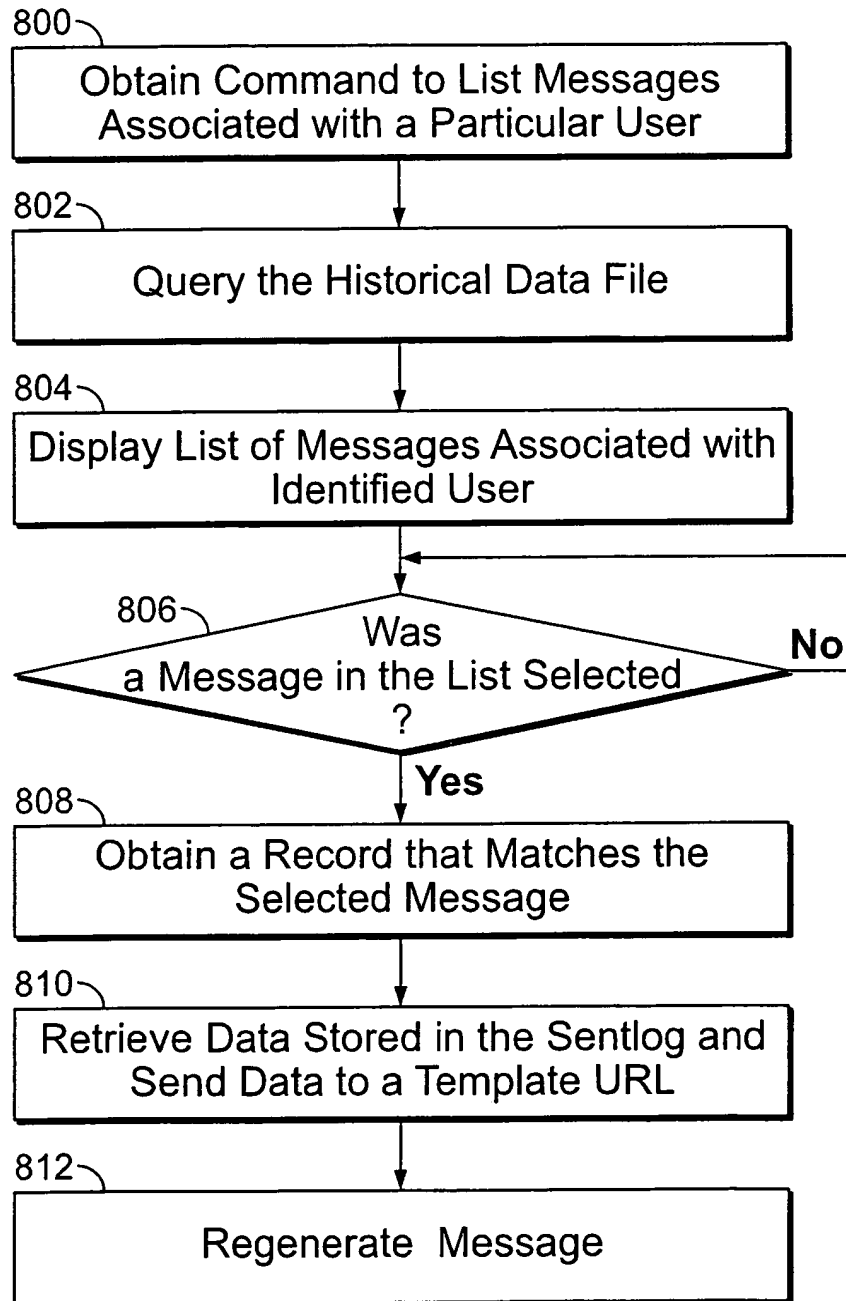 800
Obtain Command to List Messages
Associated with a Particular User
802
Query the Historical Data File
804
Display List of Messages Associated with
Identified User
806
Was
a Message in the List Selected
?
No
Yes
808
Obtain a Record that Matches the
Selected Message
810
Retrieve Data Stored in the Sentlog and
Send Data to a Template URL
812
Regenerate Message